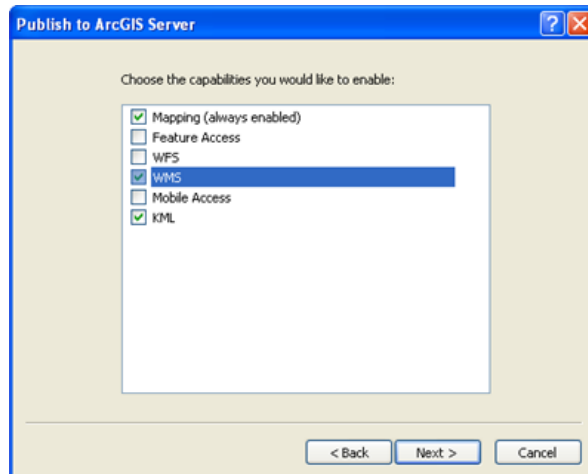 Publish to ArcGIS Server
Choose the capabilities you would like to enable:
Mapping (always enabled)
Feature Access
WFS
WMS
Mobile Access
KML
< Back
Next >
Cancel